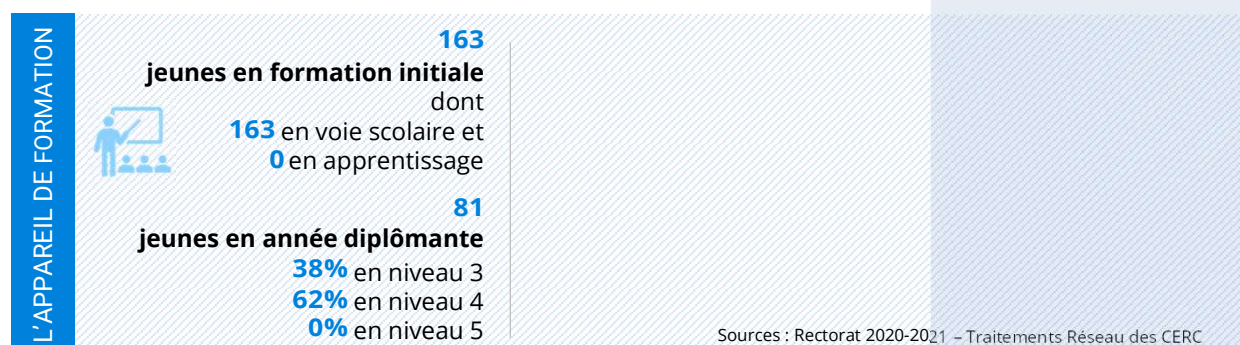 L'APPAREIL DE FORMATION
163
jeunes en formation initiale
dont
163 en voie scolaire et
0 en apprentissage
81
jeunes en année diplômante
38% en niveau 3
62% en niveau 4
0% en niveau 5
Sources : Rectorat 2020-2021 – Traitements Réseau des CERC